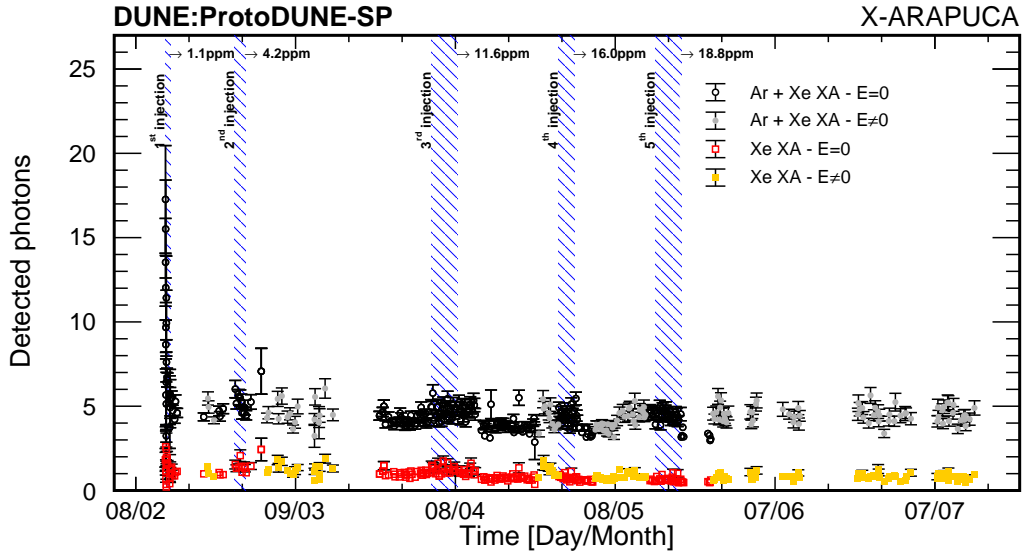 DUNE:ProtoDUNE-SP
X-ARAPUCA
→ 1.1ppm
→ 4.2ppm
→ 11.6ppm
→ 16.0ppm
→ 18.8ppm
1st injection
2nd injection
3rd injection
4th injection
5th injection
Ar + Xe XA - E=0
Ar + Xe XA - E≠0
Xe XA - E=0
Xe XA - E≠0
Detected photons
25
20
15
10
5
0
08/02
09/03
08/04
08/05
07/06
07/07
Time [Day/Month]